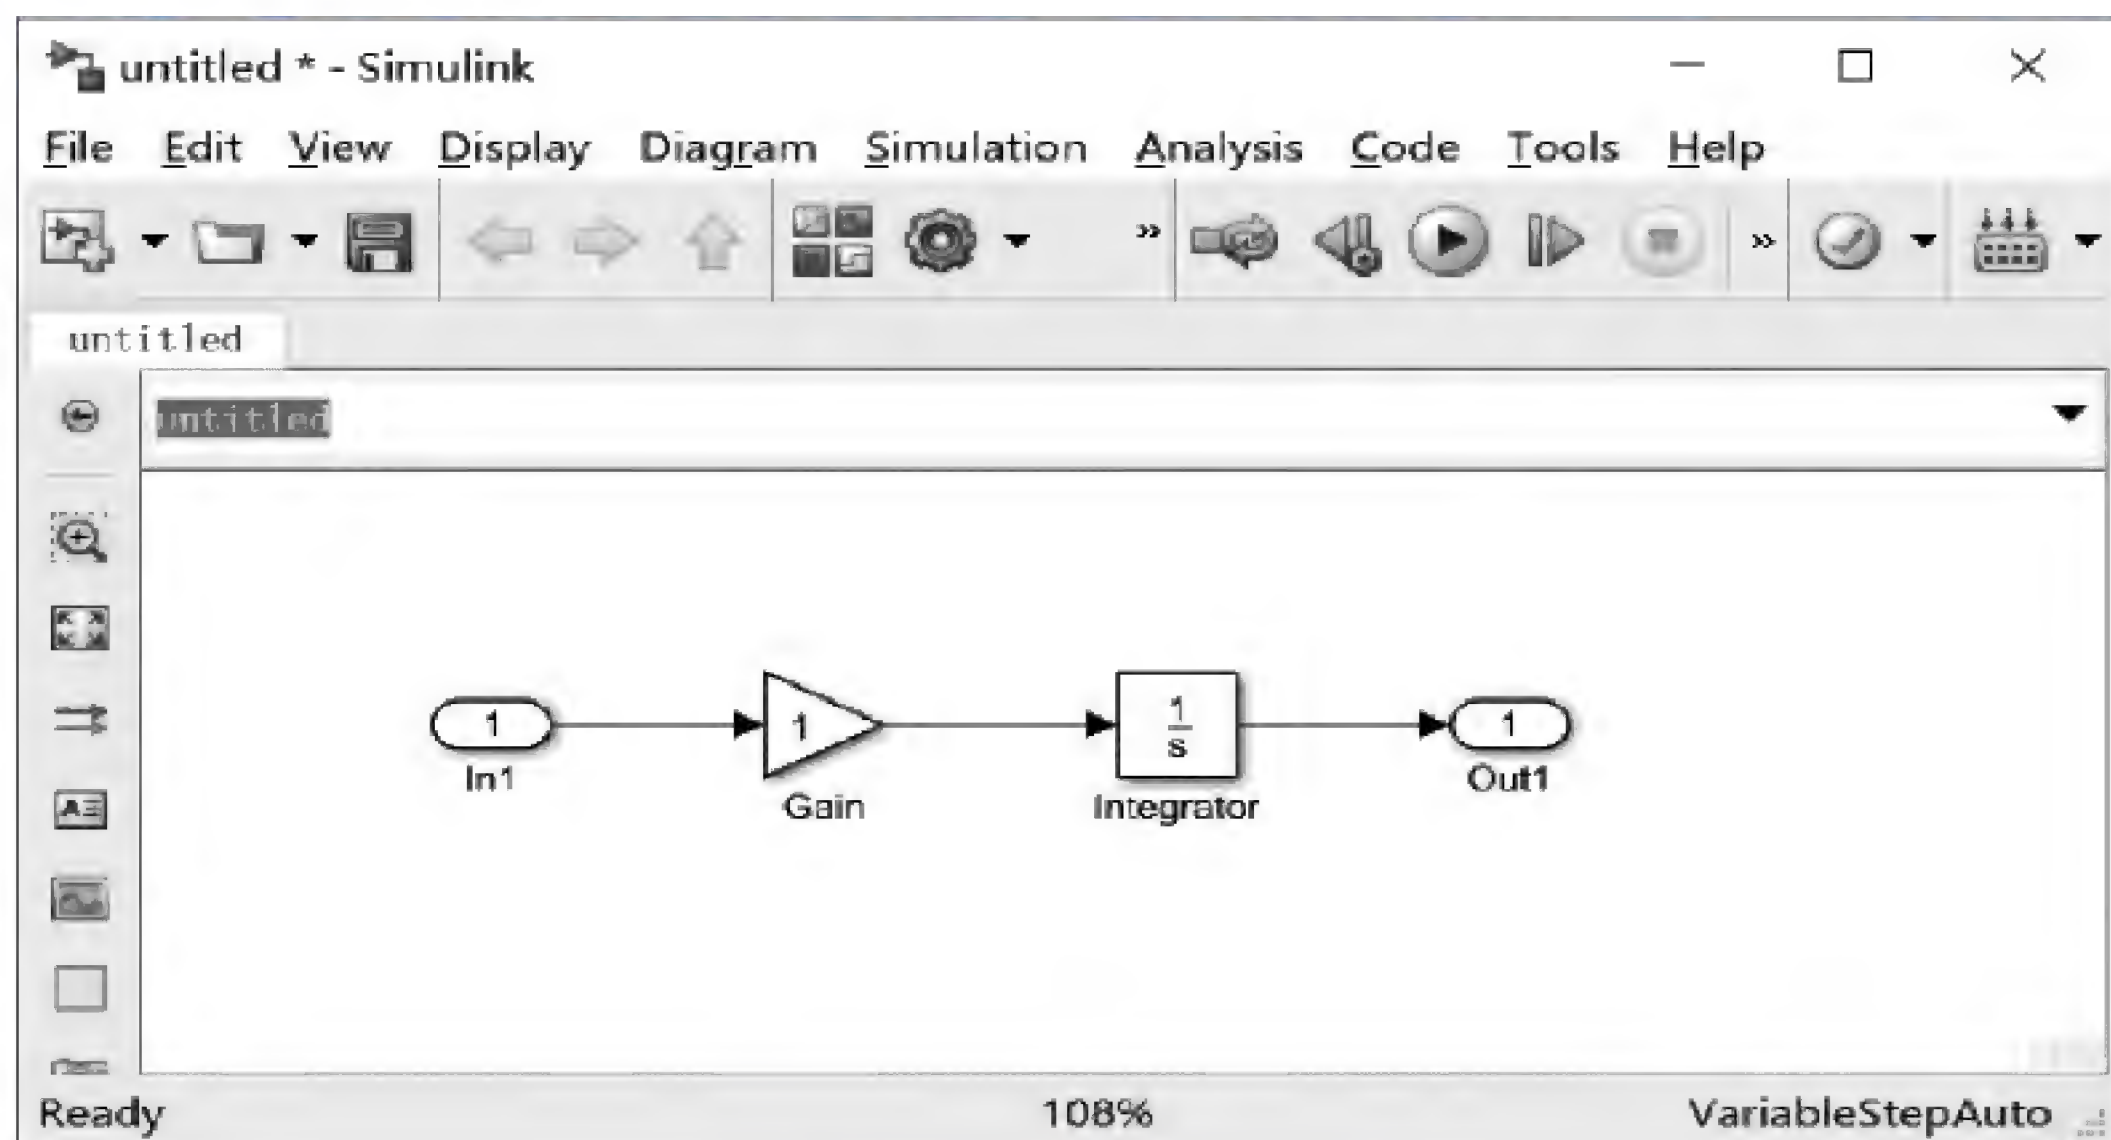 untitled * - Simulink
File Edit View Display Diagram Simulation Analysis Code Tools Help
untitled
untitled
1 1 1/s 1
In1 Gain Integrator Out1
Ready 108% VariableStepAuto